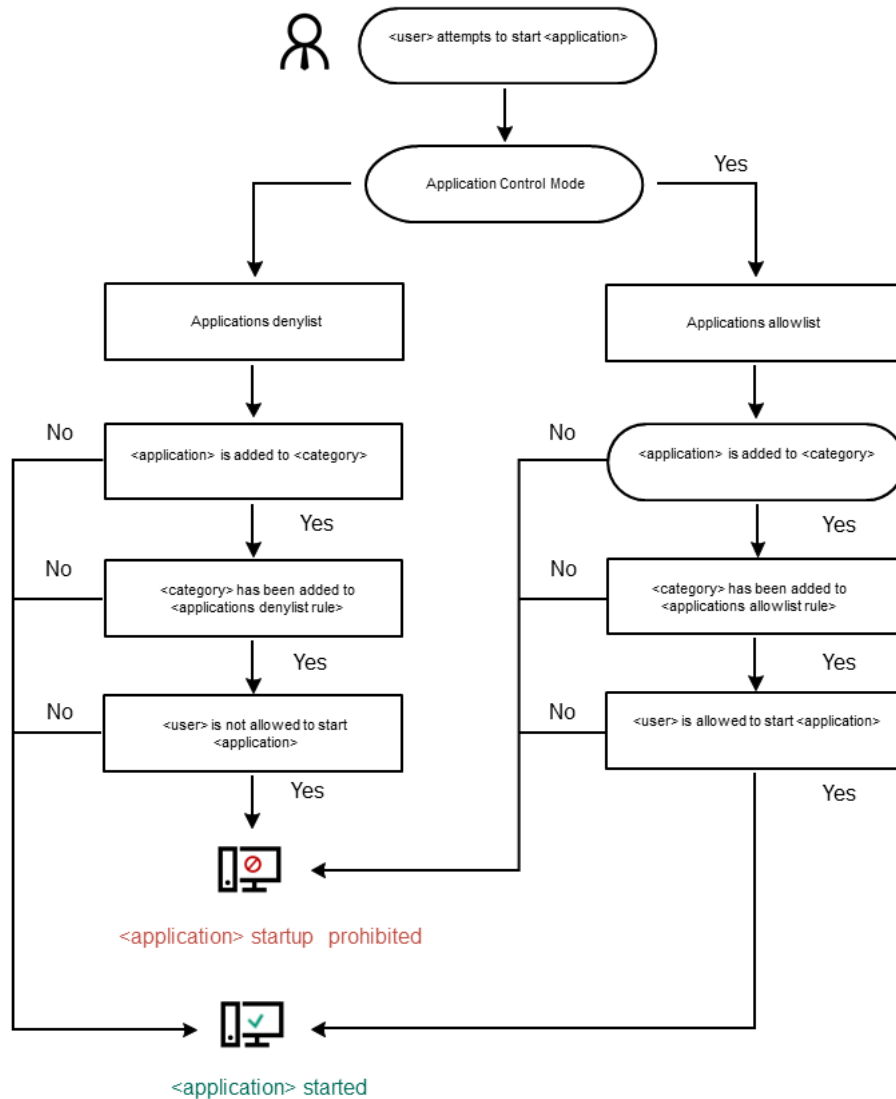 <user> attempts to start <application>
Application Control Mode
Yes
Applications denylist
Applications allowlist
No
<application> is added to <category>
No
<application> is added to <category>
Yes
Yes
No
<category> has been added to
<applications denylist rule>
No
<category> has been added to
<applications allowlist rule>
Yes
Yes
No
<user> is not allowed to start
<application>
No
<user> is allowed to start <application>
Yes
Yes
<application> startup prohibited
<application> started